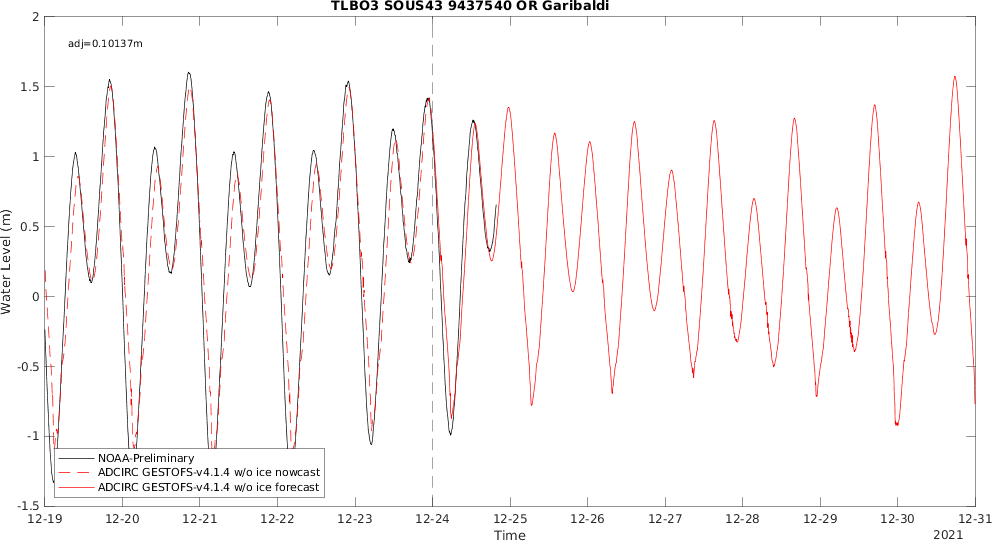 TLBO3 SOUS43 9437540 OR Garibaldi
adj=0.10137m
Water Level (m)
2
1.5
1
0.5
0
-0.5
-1
-1.5
NOAA-Preliminary
ADCIRC GESTOFS-v4.1.4 w/o ice nowcast
ADCIRC GESTOFS-v4.1.4 w/o ice forecast
12-19 12-20 12-21 12-22 12-23 12-24 12-25 12-26 12-27 12-28 12-29 12-30 12-31
Time
2021